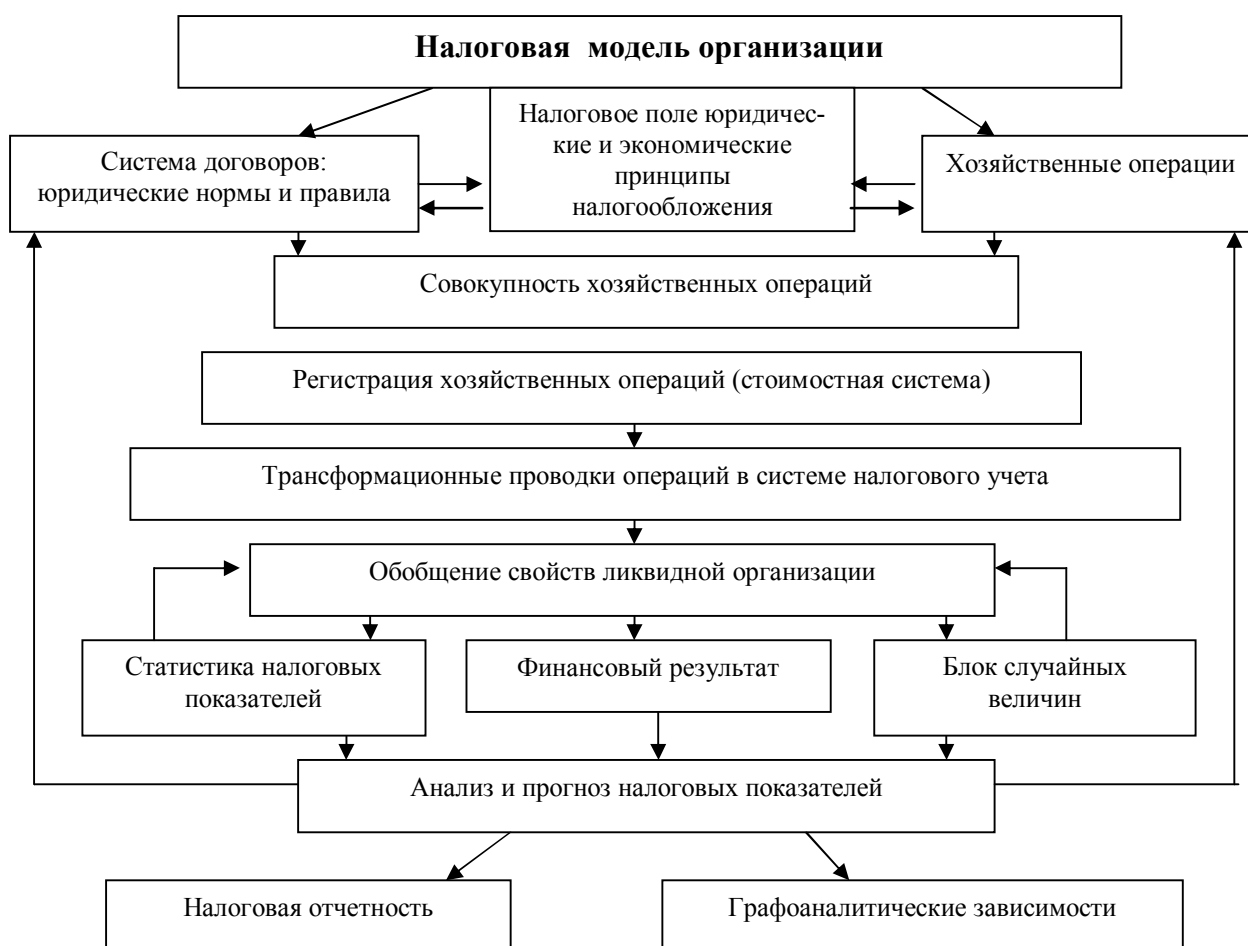 Налоговая модель организации
Налоговое поле юридичес-
кие и экономические
принципы
налогообложения
Система договоров:
юридические нормы и правила
Хозяйственные операции
Совокупность хозяйственных операций
Регистрация хозяйственных операций (стоимостная система)
Трансформационные проводки операций в системе налогового учета
Обобщение свойств ликвидной организации
Статистика налоговых
показателей
Финансовый результат
Блок случайных
величин
Анализ и прогноз налоговых показателей
Налоговая отчетность
Графоаналитические зависимости